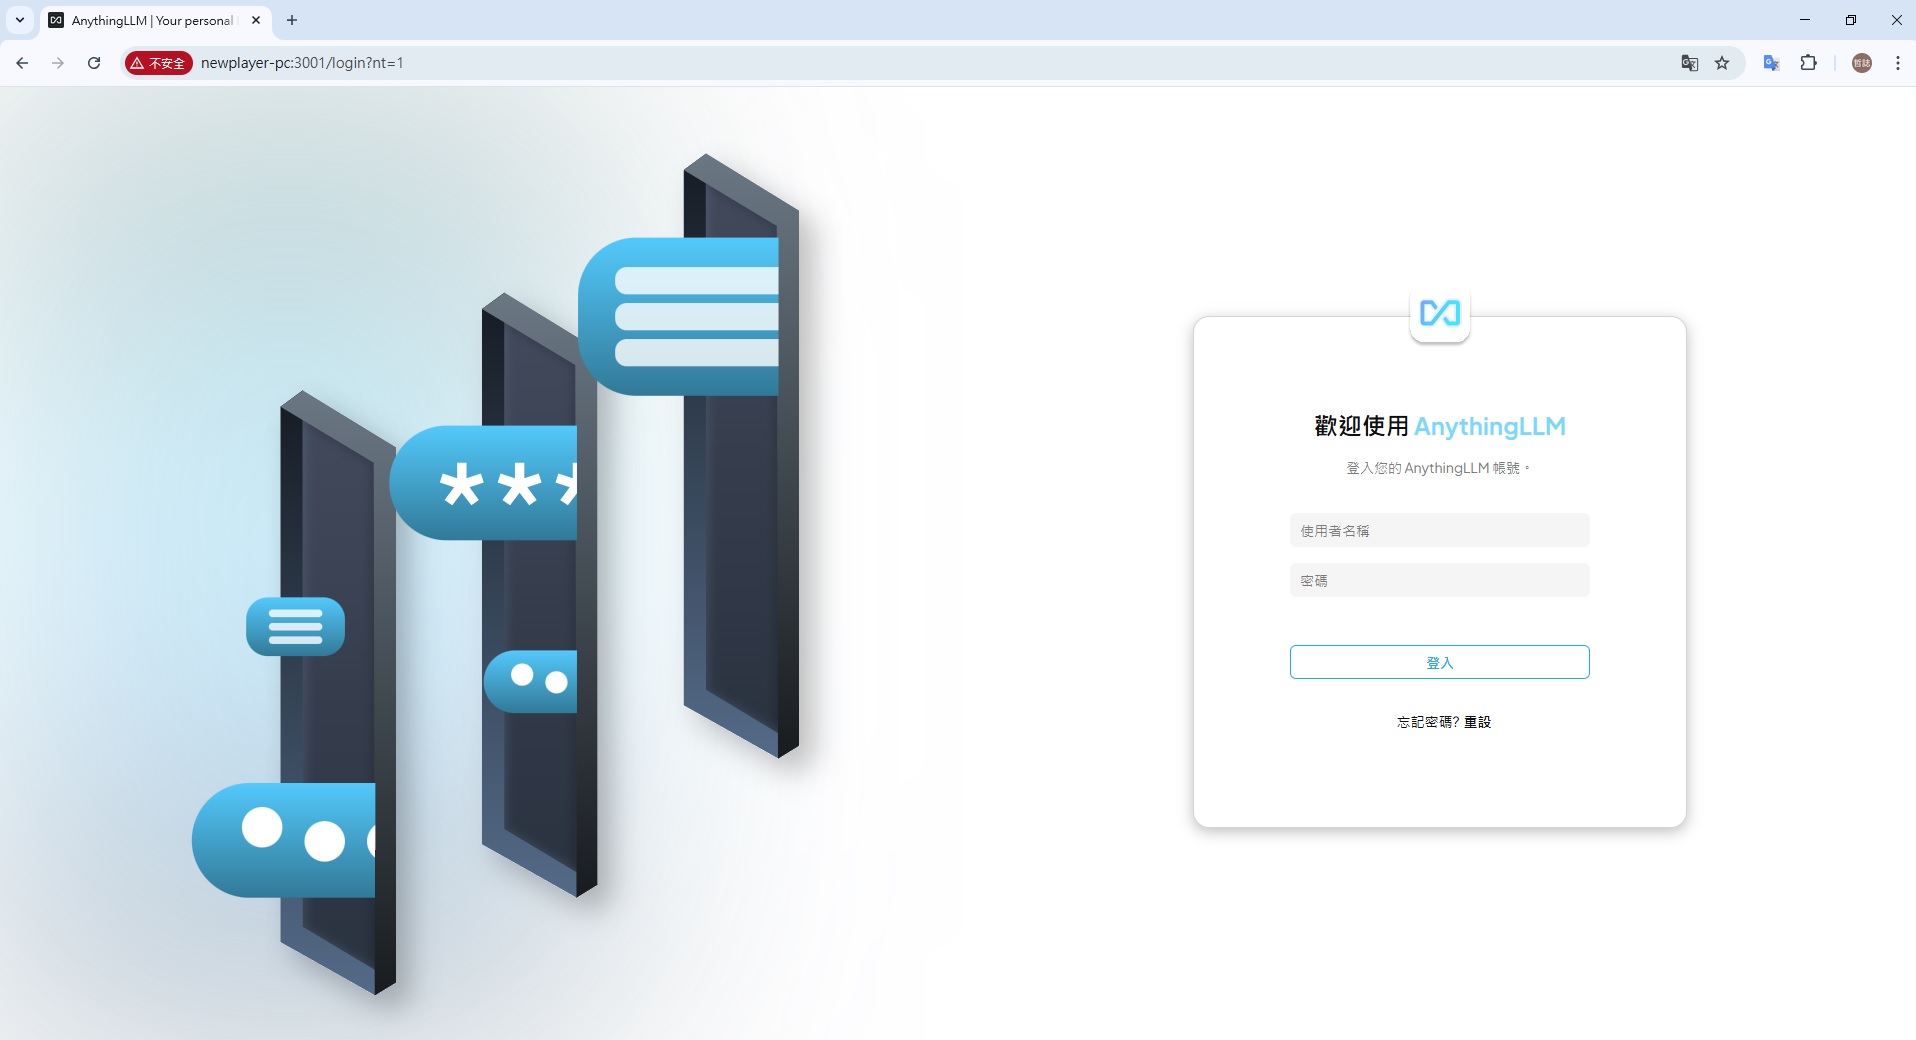 AnythingLLM | Your personal
不安全
newplayer-pc:3001/login?nt=1
歡迎使用 AnythingLLM
登入您的 AnythingLLM 帳號。
使用者名稱
密碼
登入
忘記密碼? 重設